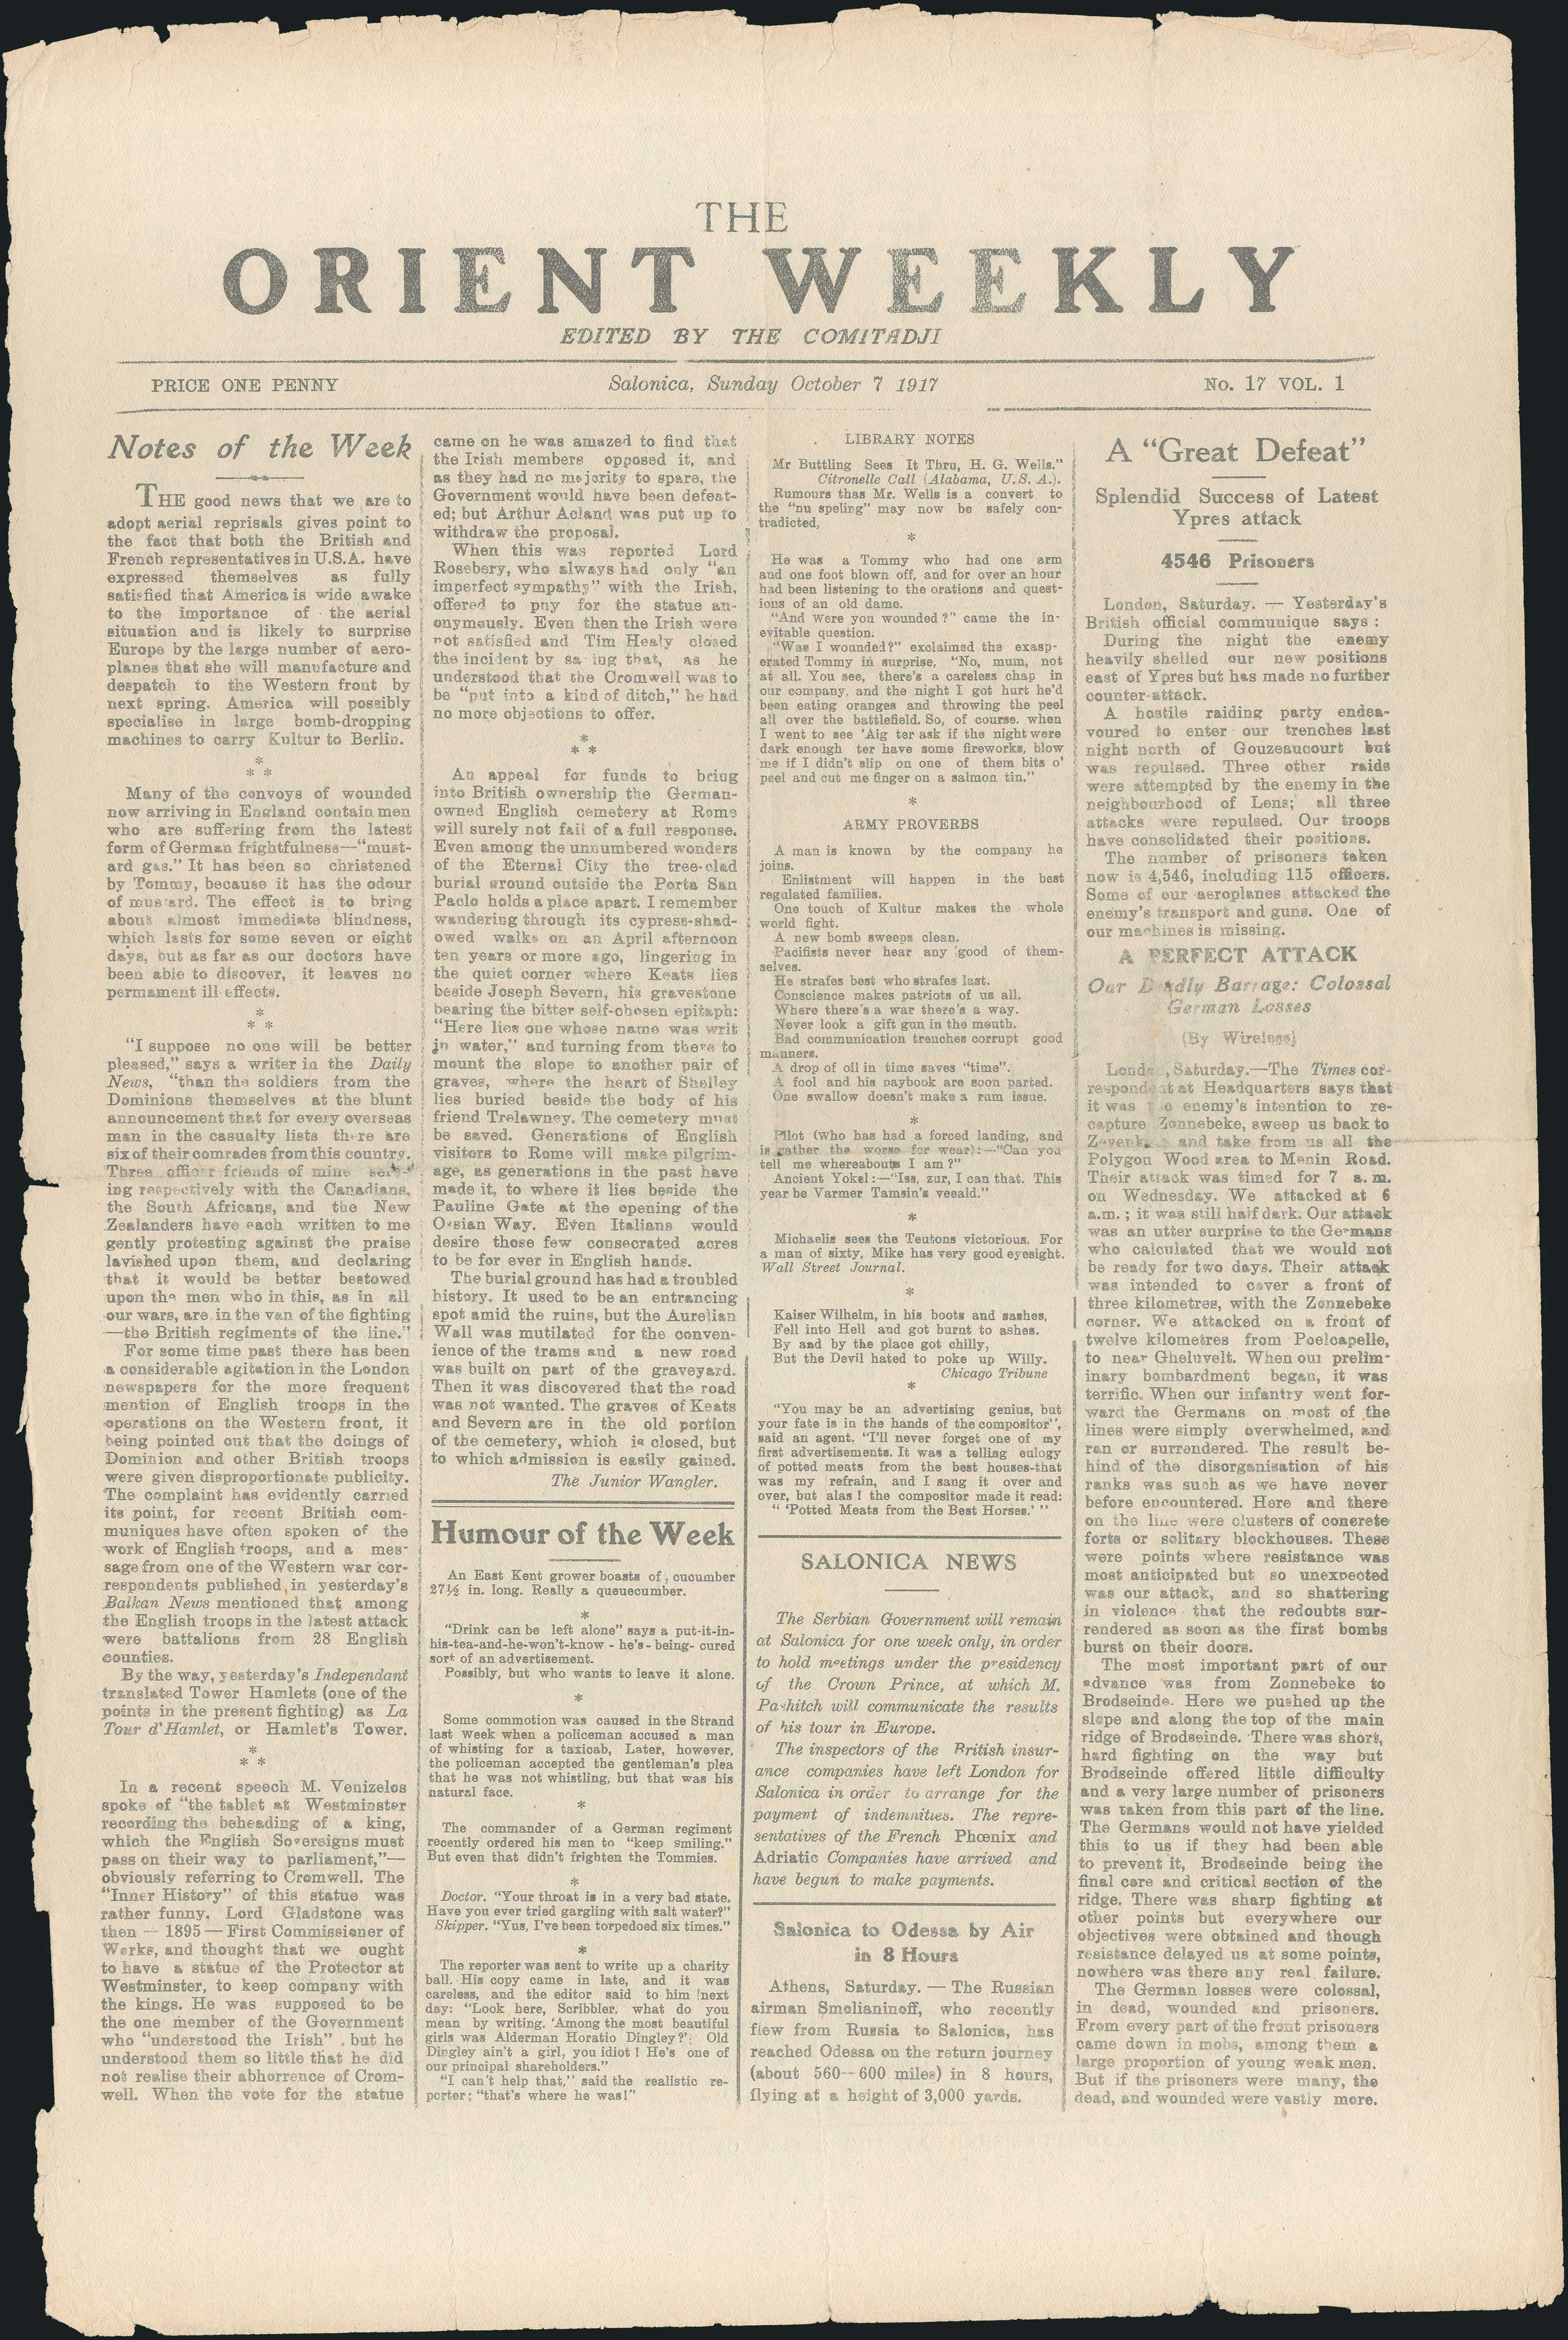 THE
ORIENT WEEKLY
EDITED BY THE COMITADJI
PRICE ONE PENNY
Salonica, Sunday October 7 1917
No. 17 VOL. 1
Notes of the Week
THE good news that we are to
adopt aerial reprisals gives point to
the fact that both the British and
French representatives in U.S.A. have
expressed themselves as fully
satisfied that America is wide awake
to the importance of the aerial
situation and is likely to surprise
Europe by the large number of aero-
planes that she will manufacture and
despatch to the Western front by
next spring. America will possibly
specialise in large bomb-dropping
machines to carry Kultur to Berlin.
*
* *
Many of the convoys of wounded
now arriving in England contain men
who are suffering from the latest
form of German frightfulness—"must-
ard gas." It has been so christened
by Tommy, because it has the odour
of mustard. The effect is to bring
about almost immediate blindness,
which lasts for some seven or eight
days, but as far as our doctors have
been able to discover, it leaves no
permament ill effects.
*
* *
"I suppose no one will be better
pleased," says a writer in the Daily
News, "than the soldiers from the
Dominions themselves at the blunt
announcement that for every overseas
man in the casualty lists there are
six of their comrades from this country.
Three officer friends of mine serv-
ing respectively with the Canadians,
the South Africans, and the New
Zealanders have each written to me
gently protesting against the praise
lavished upon them, and declaring
that it would be better bestowed
upon the men who in this, as in all
our wars, are in the van of the fighting
—the British regiments of the line."
For some time past there has been
a considerable agitation in the London
newspapers for the more frequent
mention of English troops in the
operations on the Western front, it
being pointed out that the doings of
Dominion and other British troops
were given disproportionate publicity.
The complaint has evidently carried
its point, for recent British com-
muniques have often spoken of the
work of English troops, and a mes-
sage from one of the Western war cor-
respondents published in yesterday's
Balkan News mentioned that among
the English troops in the latest attack
were battalions from 28 English
counties.
By the way, yesterday's Independant
translated Tower Hamlets (one of the
points in the present fighting) as La
Tour d'Hamlet, or Hamlet's Tower.
*
* *
In a recent speech M. Venizelos
spoke of "the tablet at Westminster
recording the beheading of a king,
which the English Sovereigns must
pass on their way to parliament,"—
obviously referring to Cromwell. The
"Inner History" of this statue was
rather funny. Lord Gladstone was
then — 1895 — First Commissioner of
Works, and thought that we ought
to have a statue of the Protector at
Westminster, to keep company with
the kings. He was supposed to be
the one member of the Government
who "understood the Irish" , but he
understood them so little that he did
not realise their abhorrence of Crom-
well. When the vote for the statue
came on he was amazed to find that
the Irish members opposed it, and
as they had no majority to spare, the
Government would have been defeat-
ed; but Arthur Acland was put up to
withdraw the proposal.
When this was reported Lord
Rosebery, who always had only "an
imperfect sympathy" with the Irish,
offered to pay for the statue an-
onymously. Even then the Irish were
not satisfied and Tim Healy closed
the incident by sa ing that, as he
understood that the Cromwell was to
be "put into a kind of ditch," he had
no more objections to offer.
*
* *
An appeal for funds to bring
into British ownership the German-
owned English cemetery at Rome
will surely not fail of a full response.
Even among the unnumbered wonders
of the Eternal City the tree-clad
burial ground outside the Porta San
Paolo holds a place apart. I remember
wandering through its cypress-shad-
owed walks on an April afternoon
ten years or more ago, lingering in
the quiet corner where Keats lies
beside Joseph Severn, his gravestone
bearing the bitter self-chosen epitaph:
"Here lies one whose name was writ
in water," and turning from there to
mount the slope to another pair of
graves, where the heart of Shelley
lies buried beside the body of his
friend Trelawney. The cemetery must
be saved. Generations of English
visitors to Rome will make pilgrim-
age, as generations in the past have
made it, to where it lies beside the
Pauline Gate at the opening of the
Ossian Way. Even Italians would
desire those few consecrated acres
to be for ever in English hands.
The burial ground has had a troubled
history. It used to be an entrancing
spot amid the ruins, but the Aurelian
Wall was mutilated for the conven-
ience of the trams and a new road
was built on part of the graveyard.
Then it was discovered that the road
was not wanted. The graves of Keats
and Severn are in the old portion
of the cemetery, which is closed, but
to which admission is easily gained.
The Junior Wangler.
Humour of the Week
An East Kent grower boasts of, cucumber
27½ in. long. Really a queuecumber.
*
"Drink can be left alone" says a put-it-in-
his-tea-and-he-won't-know - he's - being- cured
sort of an advertisement.
Possibly, but who wants to leave it alone.
*
Some commotion was caused in the Strand
last Week when a policeman accused a man
of whisting for a taxicab, Later, however,
the policeman accepted the gentleman's plea
that he was not whistling, but that was his
natural face.
*
The commander of a German regiment
recently ordered his men to "keep smiling."
But even that didn't frighten the Tommies.
*
Doctor. "Your throat is in a very bad state.
Have you ever tried gargling with salt water?"
Skipper. "Yus, I've been torpedoed six times."
*
The reporter was sent to write up a charity
ball. His copy came in late, and it was
careless, and the editor said to him next
day: "Look here, Scribbler, what do you
mean by writing. 'Among the most beautiful
girls was Alderman Horatio Dingley?' Old
Dingley ain't a girl, you idiot ! He's one of
our principal shareholders."
"I can't help that," said the realistic re-
porter; "that's where he was!"
LIBRARY NOTES
Mr Buttling Sees It Thru, H. G. Wells."
Citronelle Call (Alabama, U.S. A.).
Rumours thas Mr. Wells is a convert to
the "nu speling" may now be safely con-
tradicted,
*
He was a Tommy who had one arm
and one foot blown off, and for over an hour
had been listening to the orations and quest-
ions of an old dame.
"And were you wounded ?" came the in-
evitable question.
"Was I wounded?" exclaimed the exasp-
erated Tommy in surprise, "No, mum, not
at all. You see, there's a careless chap in
our company, and the night I got hurt he'd
been eating oranges and throwing the peel
all over the battlefield. So, of course. when
I went to see 'Aig ter ask if the night were
dark enough ter have some fireworks, blow
me if I didn't slip on one of them bits o'
peel and cut me finger on a salmon tin."
*
ARMY PROVERBS
A man is known by the company he
joins.
Enlistment will happen in the best
regulated families.
One touch of Kultur makes the whole
world fight.
A new bomb sweeps clean.
Pacifists never hear any good of them-
selves.
He strafes best who strafes last.
Conscience makes patriots of us all.
Where there's a war there's a way.
Never look a gift gun in the mouth.
Bad communication trenches corrupt good
manners.
A drop of oil in time saves "time".
A fool and his paybook are soon parted.
One swallow doesn't make a rum issue.
*
Pilot (who has had a forced landing, and
is rather the worse for wear):—"Can you
tell me whereabouts I am ?"
Ancient Yokel:—"Iss, zur, I can that. This
year be Varmer Tamsin's veeald."
*
Michaelis sees the Teutons victorious. For
a man of sixty, Mike has very good eyesight.
Wall Street Journal.
*
Kaiser Wilhelm, in his boots and sashes,
Fell into Hell and got burnt to ashes.
By and by the place got chilly,
But the Devil hated to poke up Willy.
Chicago Tribune
*
"You may be an advertising genius, but
your fate is in the hands of the compositor",
said an agent. "I'll never forget one of my
first advertisements. It was a telling eulogy
of potted meats from the best houses-that
was my refrain, and I sang it over and
over, but alas ! the compositor made it read:
" 'Potted Meats from the Best Horses.' "
SALONICA NEWS
The Serbian Government will remain
at Salonica for one week only, in order
to hold meetings under the presidency
of the Crown Prince, at which M.
Pashitch will communicate the results
of his tour in Europe.
The inspectors of the British insur-
ance companies have left London for
Salonica in order to arrange for the
payment of indemnities. The repre-
sentatives of the French Phœnix and
Adriatic Companies have arrived and
have begun to make payments.
Salonica to Odessa by Air
in 8 Hours
Athens, Saturday. — The Russian
airman Smolianinoff, who recently
flew from Russia to Salonica, has
reached Odessa on the return journey
(about 560--600 miles) in 8 hours,
flying at a height of 3,000 yards.
A "Great Defeat"
Splendid Success of Latest
Ypres attack
4546 Prisoners
London, Saturday. — Yesterday's
British official communique says :
During the night the enemy
heavily shelled our new positions
east of Ypres but has made no further
counter-attack.
A hostile raiding party endea-
voured to enter our trenches last
night north of Gouzeaucourt but
was repulsed. Three other raids
were attempted by the enemy in the
neighbourhood of Lens; all three
attacks were repulsed. Our troops
have consolidated their positions.
The number of prisoners taken
now is 4,546, including 115 officers.
Some of our aeroplanes attacked the
enemy's transport and guns. One of
our machines is missing.
A PERFECT ATTACK
Our Deadly Barrage: Colossal
German Losses
(By Wireless)
London, Saturday.—The Times cor-
respondent at Headquarters says that
it was the enemy's intention to re-
capture Zonnebeke, sweep us back to
and take from us all the
Polygon Wood area to Menin Road.
Their attack was timed for 7 a.m.
on Wednesday. We attacked at 6
a.m. ; it was still half dark. Our attack
was an utter surprise to the Germans
who calculated that we would not
be ready for two days. Their attack
was intended to cover a front of
three kilometres, with the Zonnebeke
corner. We attacked on a front of
twelve kilometres from Poelcapelle,
to near Gheluvelt. When our prelim-
inary bombardment began, it was
terrific. When our infantry went for-
ward the Germans on most of the
lines were simply overwhelmed, and
ran or surrendered. The result be-
hind of the disorganisation of his
ranks was such as we have never
before encountered. Here and there
on the line were clusters of concrete
forts or solitary blockhouses. These
were points where resistance was
most anticipated but so unexpected
was our attack, and so shattering
in violence that the redoubts sur-
rendered as soon as the first bombs
burst on their doors.
The most important part of our
advance was from Zonnebeke to
Brodseinde. Here we pushed up the
slope and along the top of the main
ridge of Brodseinde. There was short,
hard fighting on the way but
Brodseinde offered little difficulty
and a very large number of prisoners
was taken from this part of the line.
The Germans would not have yielded
this to us if they had been able
to prevent it, Brodseinde being the
final core and critical section of the
ridge. There was sharp fighting at
other points but everywhere our
objectives were obtained and though
resistance delayed us at some points,
nowhere was there any real failure.
The German losses were colossal,
in dead, wounded and prisoners.
From every part of the front prisoners
came down in mobs, among them a
large proportion of young weak men.
But if the prisoners were many, the
dead, and wounded were vastly more.